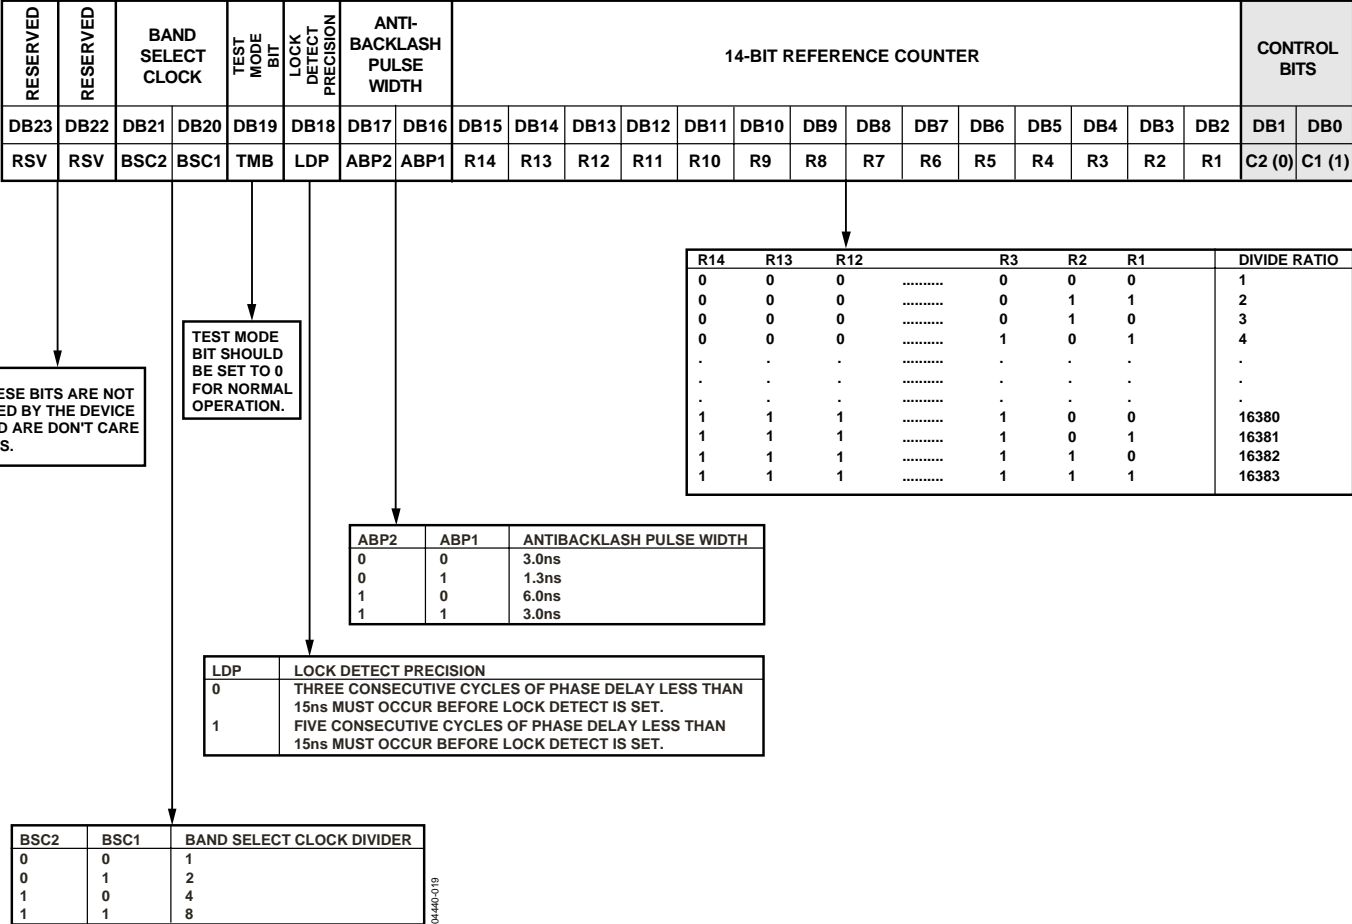 RESERVED
RESERVED
BAND
SELECT
CLOCK
TEST
MODE
BIT
LOCK
DETECT
PRECISION
ANTI-
BACKLASH
PULSE
WIDTH
14-BIT REFERENCE COUNTER
CONTROL
BITS
DB23 DB22 DB21 DB20 DB19 DB18 DB17 DB16 DB15 DB14 DB13 DB12 DB11 DB10 DB9 DB8 DB7 DB6 DB5 DB4 DB3 DB2 DB1 DB0
RSV RSV BSC2 BSC1 TMB LDP ABP2 ABP1 R14 R13 R12 R11 R10 R9 R8 R7 R6 R5 R4 R3 R2 R1 C2 (0) C1 (1)
R14 R13 R12 R3 R2 R1 DIVIDE RATIO
0 0 0 .......... 0 0 0 1
0 0 0 .......... 0 1 1 2
0 0 0 .......... 0 1 0 3
0 0 0 .......... 1 0 1 4
. . . .......... . . . .
. . . .......... . . . .
. . . .......... . . . .
1 1 1 .......... 1 0 0 16380
1 1 1 .......... 1 0 1 16381
1 1 1 .......... 1 1 0 16382
1 1 1 .......... 1 1 1 16383
TEST MODE
BIT SHOULD
BE SET TO 0
FOR NORMAL
OPERATION.
ESE BITS ARE NOT
ED BY THE DEVICE
D ARE DON'T CARE
S.
ABP2 ABP1 ANTIBACKLASH PULSE WIDTH
0 0 3.0ns
0 1 1.3ns
1 0 6.0ns
1 1 3.0ns
LDP LOCK DETECT PRECISION
0 THREE CONSECUTIVE CYCLES OF PHASE DELAY LESS THAN
15ns MUST OCCUR BEFORE LOCK DETECT IS SET.
1 FIVE CONSECUTIVE CYCLES OF PHASE DELAY LESS THAN
15ns MUST OCCUR BEFORE LOCK DETECT IS SET.
BSC2 BSC1 BAND SELECT CLOCK DIVIDER
0 0 1
0 1 2
1 0 4
1 1 8
04440-019